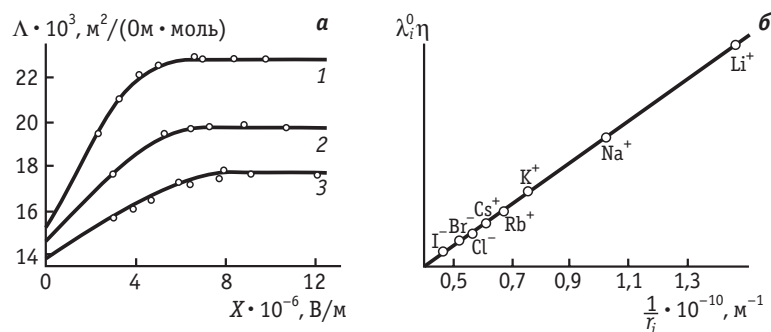 Λ · 10³, м²/(Ом · моль)
а
22
20
18
16
14
1
2
3
0
4
8
12
X · 10⁻⁶, В/м
λᵢ⁰η
б
Li⁺
Na⁺
K⁺
Cs⁺
Rb⁺
Br⁻
I⁻
Cl⁻
0,5
0,7
0,9
1,1
1,3
1/rᵢ · 10⁻¹⁰, м⁻¹